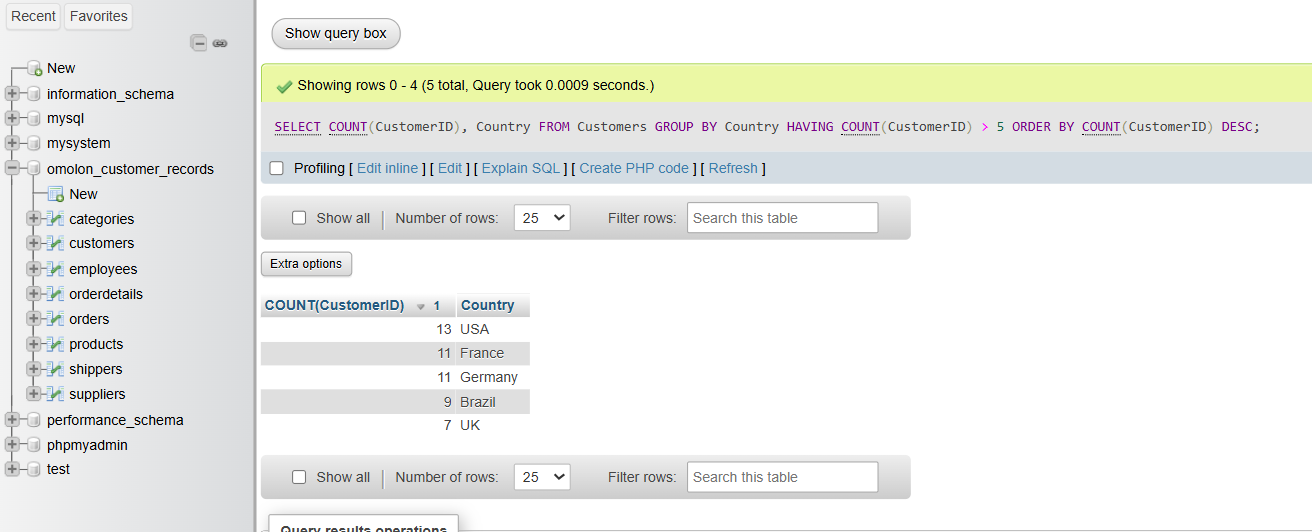 Recent Favorites
New
information_schema
mysql
mysystem
omolon_customer_records
New
categories
customers
employees
orderdetails
orders
products
shippers
suppliers
performance_schema
phpmyadmin
test
Show query box
Showing rows 0 - 4 (5 total, Query took 0.0009 seconds.)
SELECT COUNT(CustomerID), Country FROM Customers GROUP BY Country HAVING COUNT(CustomerID) > 5 ORDER BY COUNT(CustomerID) DESC;
Profiling [ Edit inline ] [ Edit ] [ Explain SQL ] [ Create PHP code ] [ Refresh ]
Show all | Number of rows: 25 Filter rows: Search this table
Extra options
COUNT(CustomerID) 1 Country
13 USA
11 France
11 Germany
9 Brazil
7 UK
Show all | Number of rows: 25 Filter rows: Search this table
Query results operations